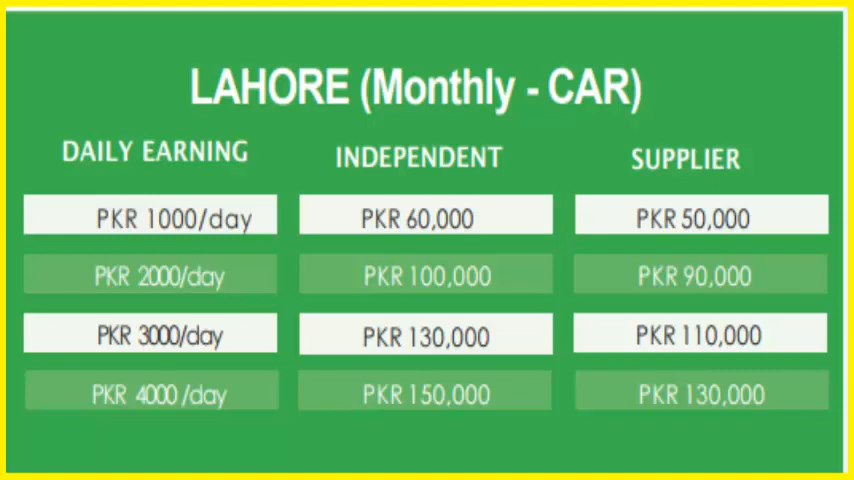 LAHORE (Monthly - CAR)
DAILY EARNING INDEPENDENT SUPPLIER
PKR 1000/day PKR 60,000 PKR 50,000
PKR 2000/day PKR 100,000 PKR 90,000
PKR 3000/day PKR 130,000 PKR 110,000
PKR 4000 /day PKR 150,000 PKR 130,000